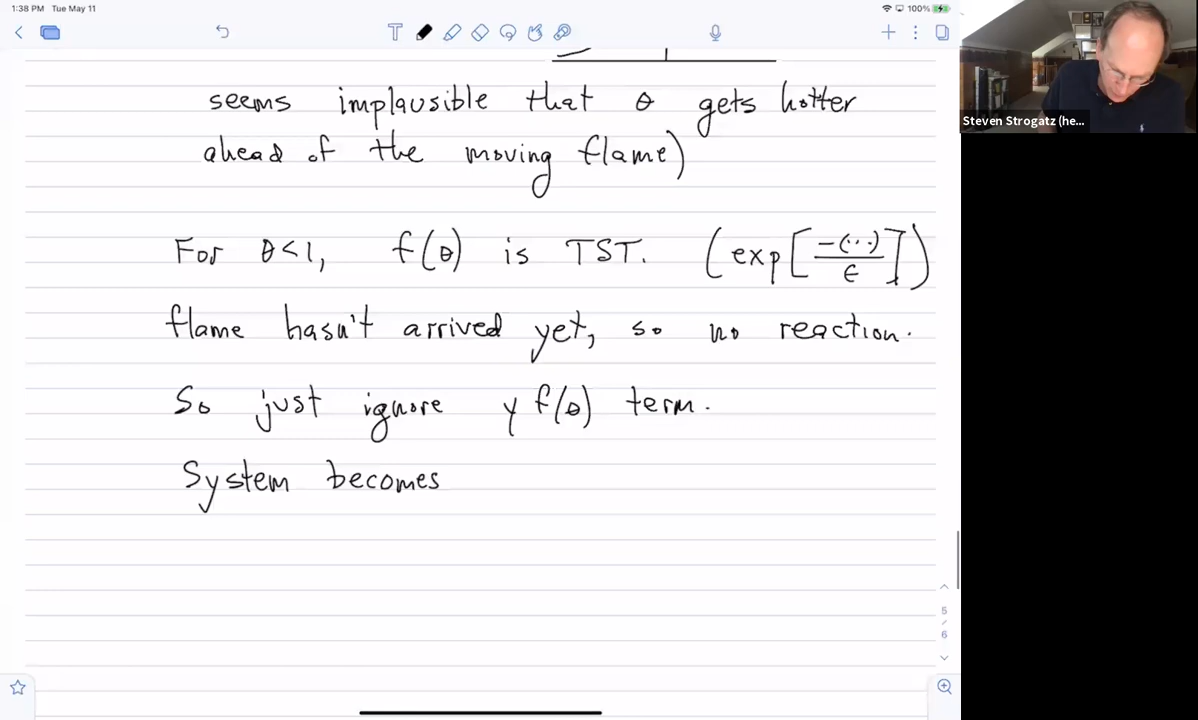 1:38 PM Tue May 11
100%
seems implausible that θ gets hotter
ahead of the moving flame)
For θ<1, f(θ) is TST. (exp[-(...)/ϵ])
flame hasn't arrived yet, so no reaction.
So just ignore y f(θ) term.
System becomes
5
/
6
Steven Strogatz (he...